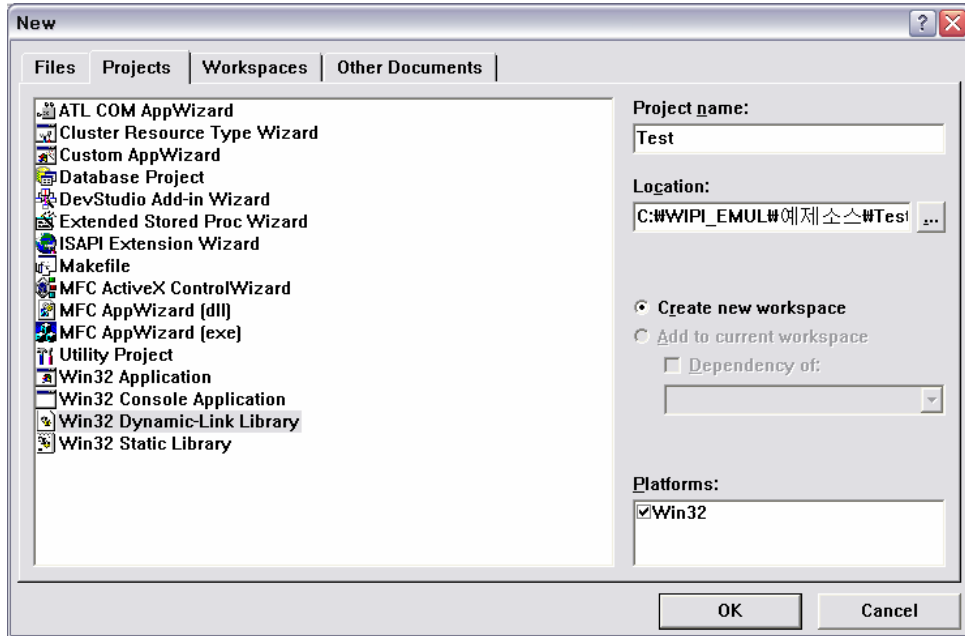 New
Files Projects Workspaces Other Documents
ATL COM AppWizard
Cluster Resource Type Wizard
Custom AppWizard
Database Project
DevStudio Add-in Wizard
Extended Stored Proc Wizard
ISAPI Extension Wizard
Makefile
MFC ActiveX ControlWizard
MFC AppWizard (dll)
MFC AppWizard (exe)
Utility Project
Win32 Application
Win32 Console Application
Win32 Dynamic-Link Library
Win32 Static Library
Project name:
Test
Location:
C:₩WIPI_EMUL₩예제소스₩Test
...
Create new workspace
Add to current workspace
Dependency of:
Platforms:
Win32
OK Cancel